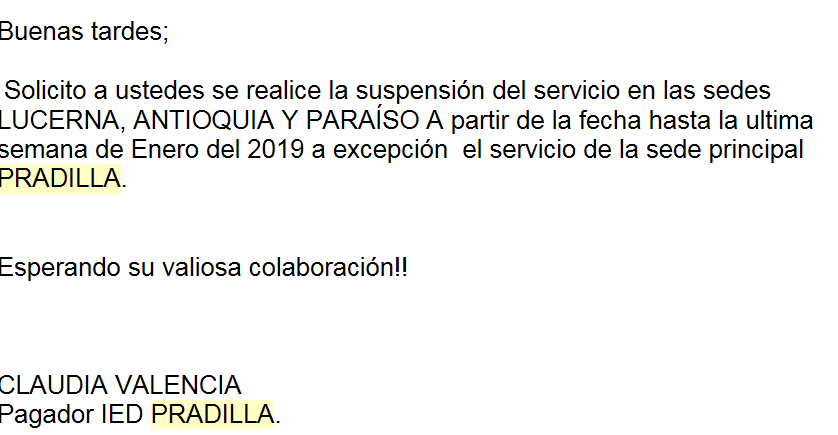 Buenas tardes;
Solicito a ustedes se realice la suspensión del servicio en las sedes
LUCERNA, ANTIOQUIA Y PARAÍSO A partir de la fecha hasta la ultima
semana de Enero del 2019 a excepción  el servicio de la sede principal
PRADILLA.
Esperando su valiosa colaboración!!
CLAUDIA VALENCIA
Pagador IED PRADILLA.